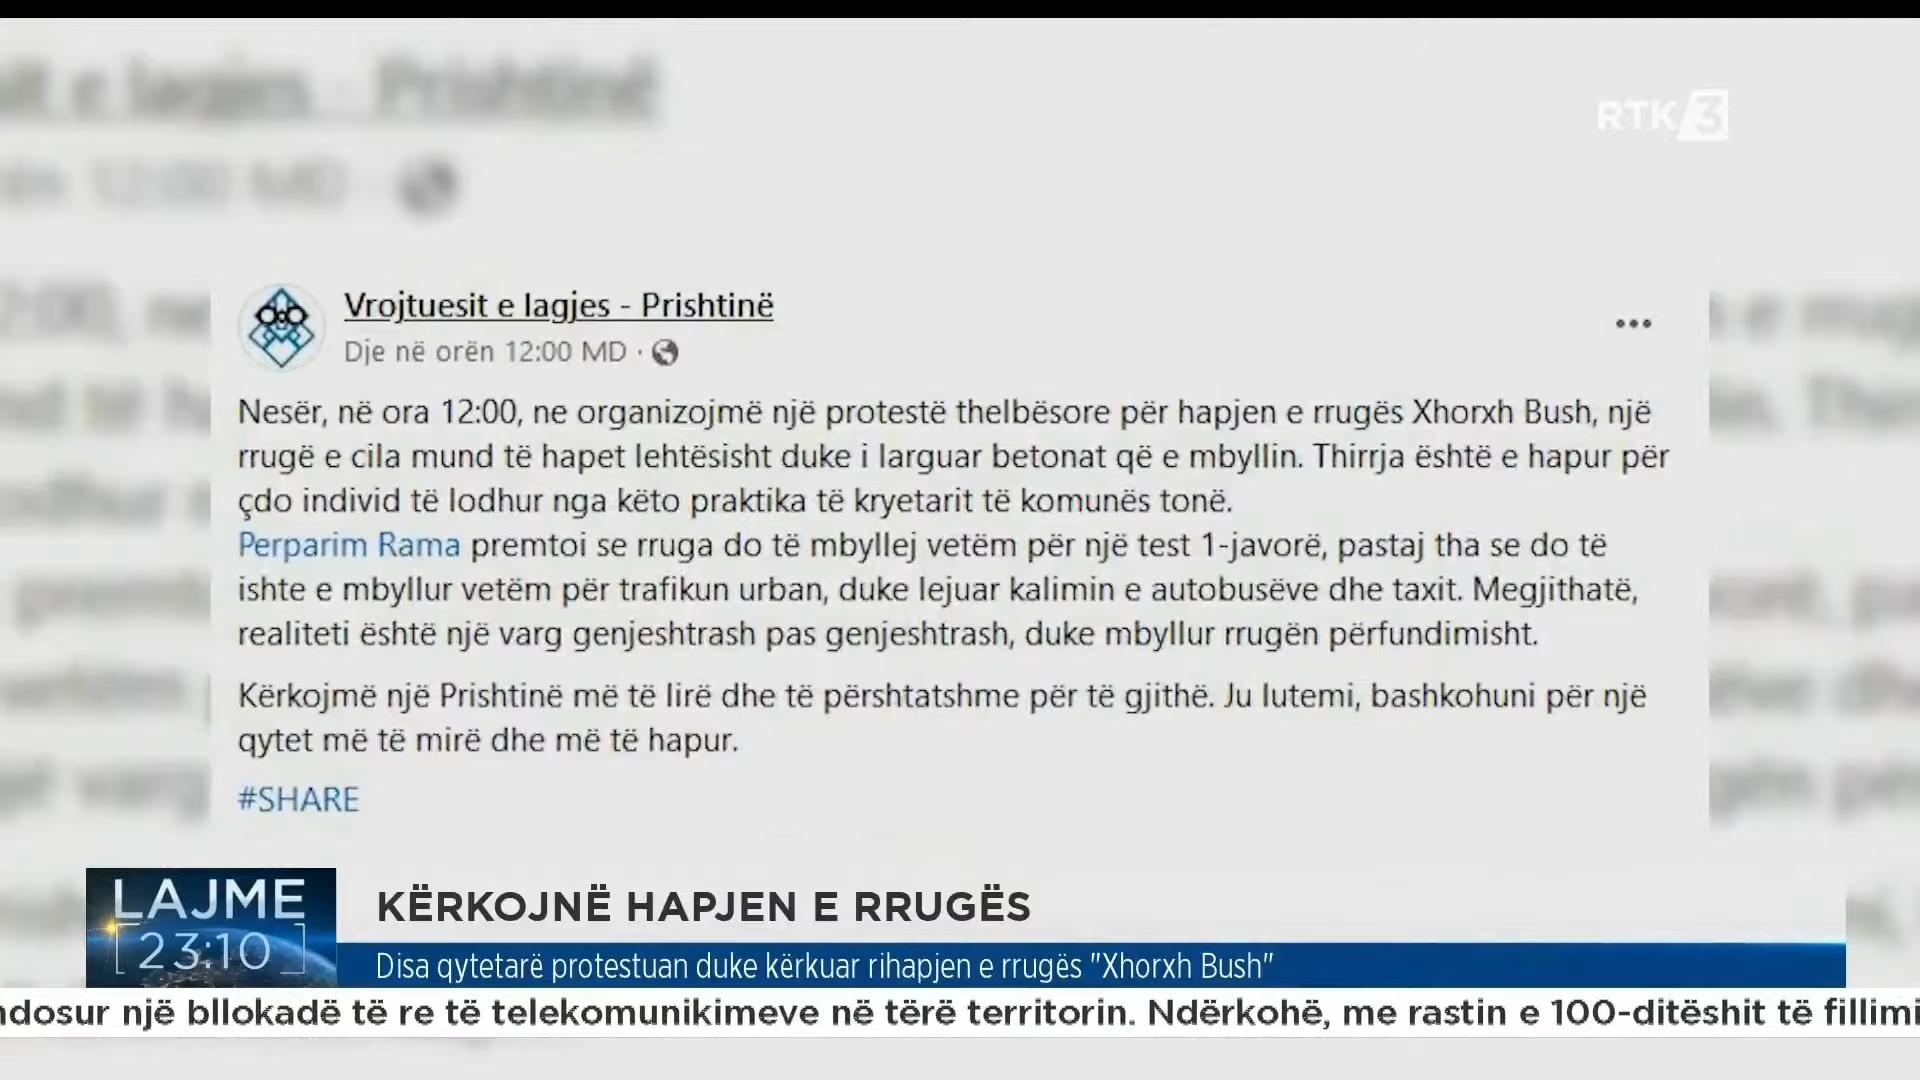 RTK 3
Vrojtuesit e lagjes - Prishtinë
Dje në orën 12:00 MD ·
Nesër, në ora 12:00, ne organizojmë një protestë thelbësore për hapjen e rrugës Xhorxh Bush, një
rrugë e cila mund të hapet lehtësisht duke i larguar betonat që e mbyllin. Thirrja është e hapur për
çdo individ të lodhur nga këto praktika të kryetarit të komunës tonë.
Perparim Rama premtoi se rruga do të mbyllej vetëm për një test 1-javorë, pastaj tha se do të
ishte e mbyllur vetëm për trafikun urban, duke lejuar kalimin e autobusëve dhe taxit. Megjithatë,
realiteti është një varg genjeshtrash pas genjeshtrash, duke mbyllur rrugën përfundimisht.
Kërkojmë një Prishtinë më të lirë dhe të përshtatshme për të gjithë. Ju lutemi, bashkohuni për një
qytet më të mirë dhe më të hapur.
#SHARE
LAJME
23:10
KËRKOJNË HAPJEN E RRUGËS
Disa qytetarë protestuan duke kërkuar rihapjen e rrugës "Xhorxh Bush"
ndosur një bllokadë të re të telekomunikimeve në tërë territorin. Ndërkohë, me rastin e 100-ditëshit të fillimi